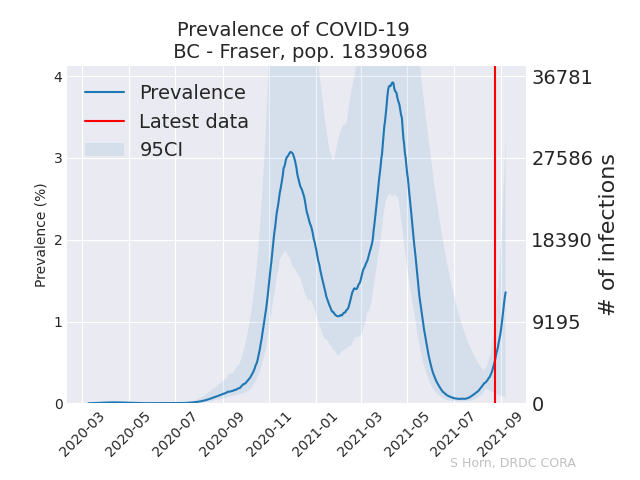 Prevalence of COVID-19
BC - Fraser, pop. 1839068
Prevalence
Latest data
95CI
Prevalence (%)
4
3
2
1
0
36781
27586
18390
9195
0
# of infections
2020-03
2020-05
2020-07
2020-09
2020-11
2021-01
2021-03
2021-05
2021-07
2021-09
S Horn, DRDC CORA